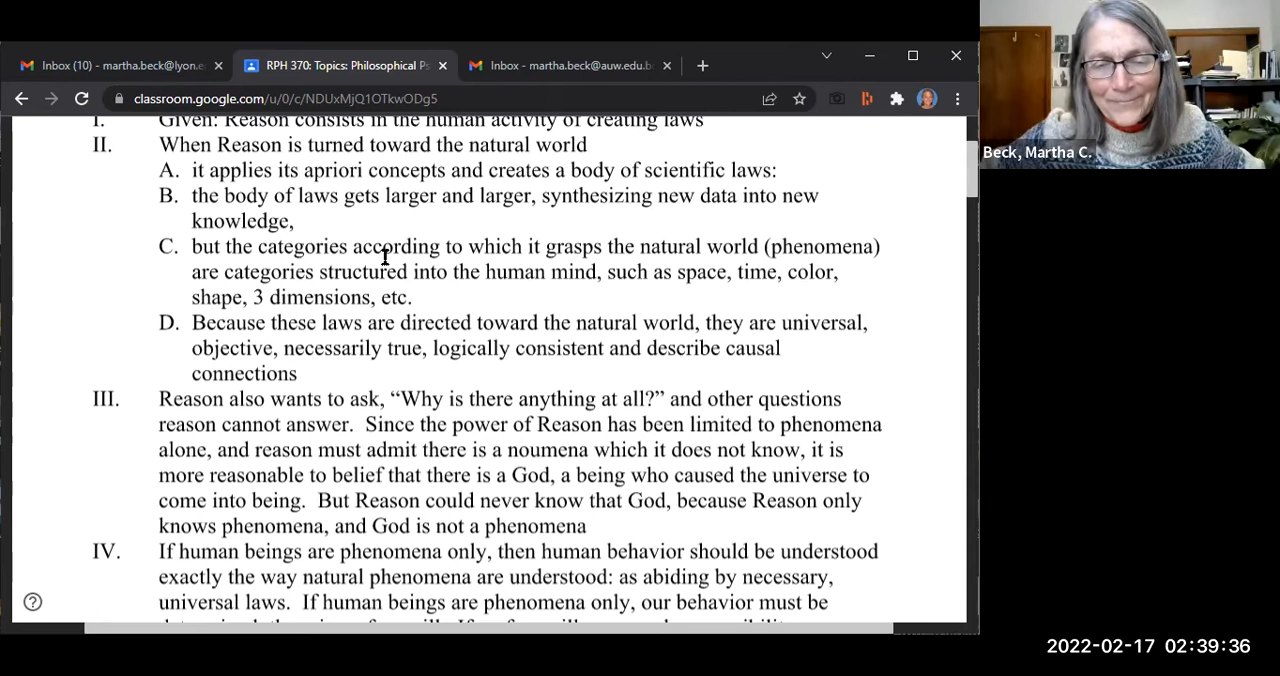 Inbox (10) - martha.beck@lyon.e
RPH 370: Topics: Philosophical Ps
Inbox - martha.beck@auw.edu.bd
classroom.google.com/u/0/c/NDUxMjQ1OTkwODg5
I. Given: Reason consists in the human activity of creating laws
II. When Reason is turned toward the natural world
A. it applies its apriori concepts and creates a body of scientific laws:
B. the body of laws gets larger and larger, synthesizing new data into new
knowledge,
C. but the categories according to which it grasps the natural world (phenomena)
are categories structured into the human mind, such as space, time, color,
shape, 3 dimensions, etc.
D. Because these laws are directed toward the natural world, they are universal,
objective, necessarily true, logically consistent and describe causal
connections
III. Reason also wants to ask, “Why is there anything at all?” and other questions
reason cannot answer. Since the power of Reason has been limited to phenomena
alone, and reason must admit there is a noumena which it does not know, it is
more reasonable to belief that there is a God, a being who caused the universe to
come into being. But Reason could never know that God, because Reason only
knows phenomena, and God is not a phenomena
IV. If human beings are phenomena only, then human behavior should be understood
exactly the way natural phenomena are understood: as abiding by necessary,
universal laws. If human beings are phenomena only, our behavior must be
Beck, Martha C.
2022-02-17 02:39:36